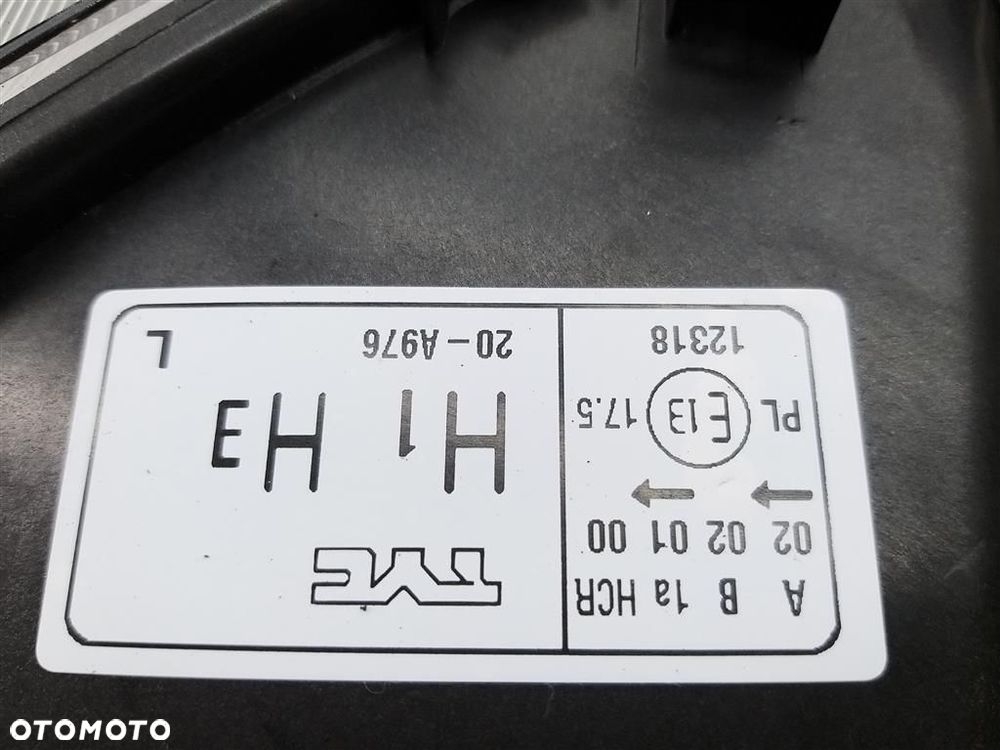 A B 1a HCR
02 02 01 00
→ →
PL E13 17.5
12318
TYC
H1 H3
20-A976 L
OTOMOTO